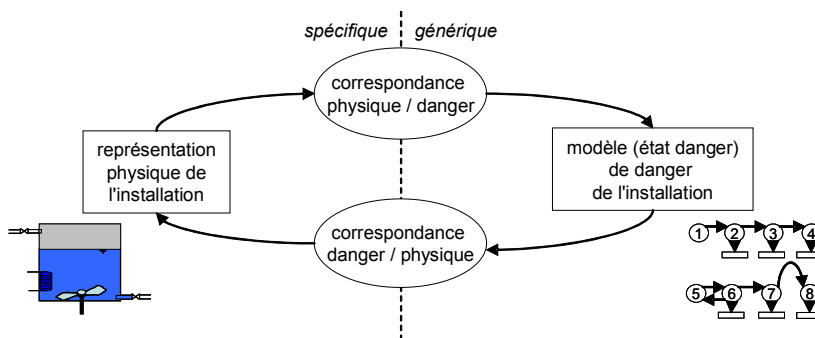 spécifique
générique
correspondance
physique / danger
représentation
physique de
l'installation
modèle (état danger)
de danger
de l'installation
correspondance
danger / physique
1 2 3 4
5 6 7 8